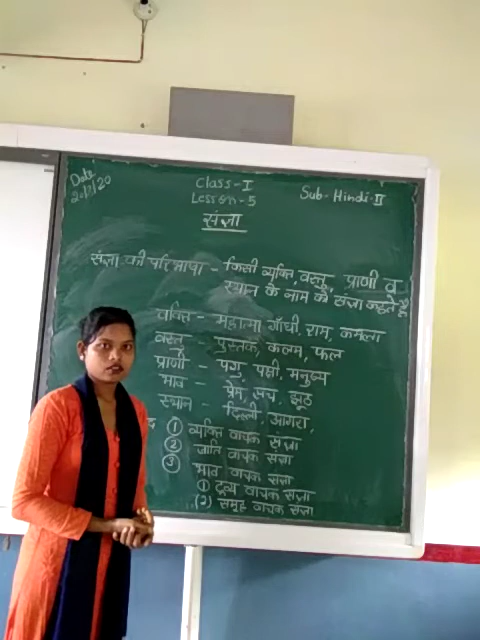 Date
20/2/20
Class-I
Lesson-5
Sub-Hindi-II
संज्ञा
संज्ञा की परिभाषा - किसी व्यक्ति, वस्तु, प्राणी व
स्थान के नाम को संज्ञा कहते हैं
व्यक्ति - महात्मा गाँधी, राम, कमला
वस्तु - पुस्तक, कलम, फल
प्राणी - पशु, पक्षी, मनुष्य
भाव - प्रेम, सच, झूठ
स्थान - दिल्ली, आगरा,
① व्यक्ति वाचक संज्ञा
② जाति वाचक संज्ञा
③ भाव वाचक संज्ञा
① द्रव्य वाचक संज्ञा
(2) समूह वाचक संज्ञा